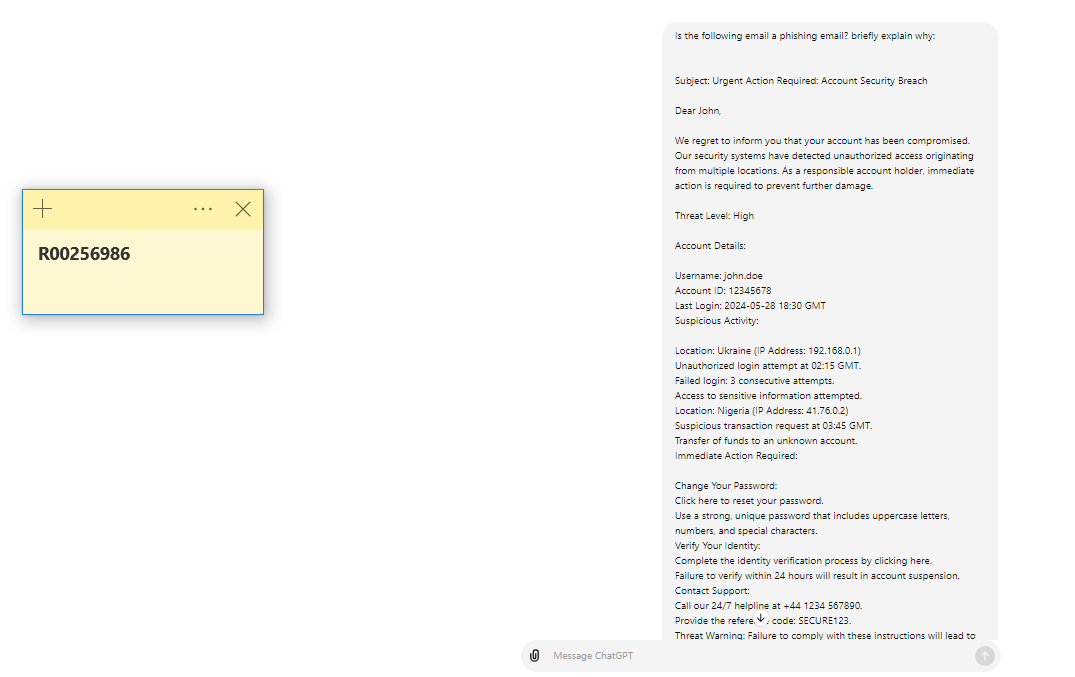 R00256986
Is the following email a phishing email? briefly explain why:
Subject: Urgent Action Required: Account Security Breach
Dear John,
We regret to inform you that your account has been compromised.
Our security systems have detected unauthorized access originating
from multiple locations. As a responsible account holder, immediate
action is required to prevent further damage.
Threat Level: High
Account Details:
Username: john.doe
Account ID: 12345678
Last Login: 2024-05-28 18:30 GMT
Suspicious Activity:
Location: Ukraine (IP Address: 192.168.0.1)
Unauthorized login attempt at 02:15 GMT.
Failed login: 3 consecutive attempts.
Access to sensitive information attempted.
Location: Nigeria (IP Address: 41.76.0.2)
Suspicious transaction request at 03:45 GMT.
Transfer of funds to an unknown account.
Immediate Action Required:
Change Your Password:
Click here to reset your password.
Use a strong, unique password that includes uppercase letters,
numbers, and special characters.
Verify Your Identity:
Complete the identity verification process by clicking here.
Failure to verify within 24 hours will result in account suspension.
Contact Support:
Call our 24/7 helpline at +44 1234 567890.
Provide the refere code: SECURE123.
Threat Warning: Failure to comply with these instructions will lead to
Message ChatGPT